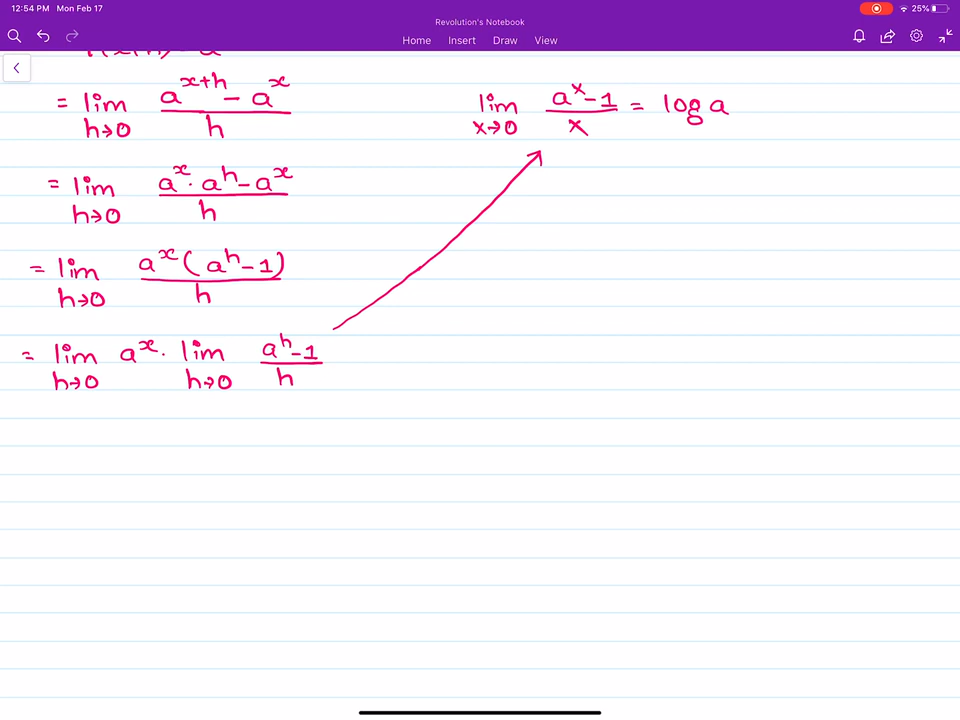 12:54 PM Mon Feb 17
25%
Revolution's Notebook
Home Insert Draw View
= lim h→0 (a^(x+h) - a^x)/h
= lim h→0 (a^x · a^h - a^x)/h
= lim h→0 a^x (a^h - 1)/h
= lim h→0 a^x · lim h→0 (a^h - 1)/h
lim x→0 (a^x - 1)/x = log a